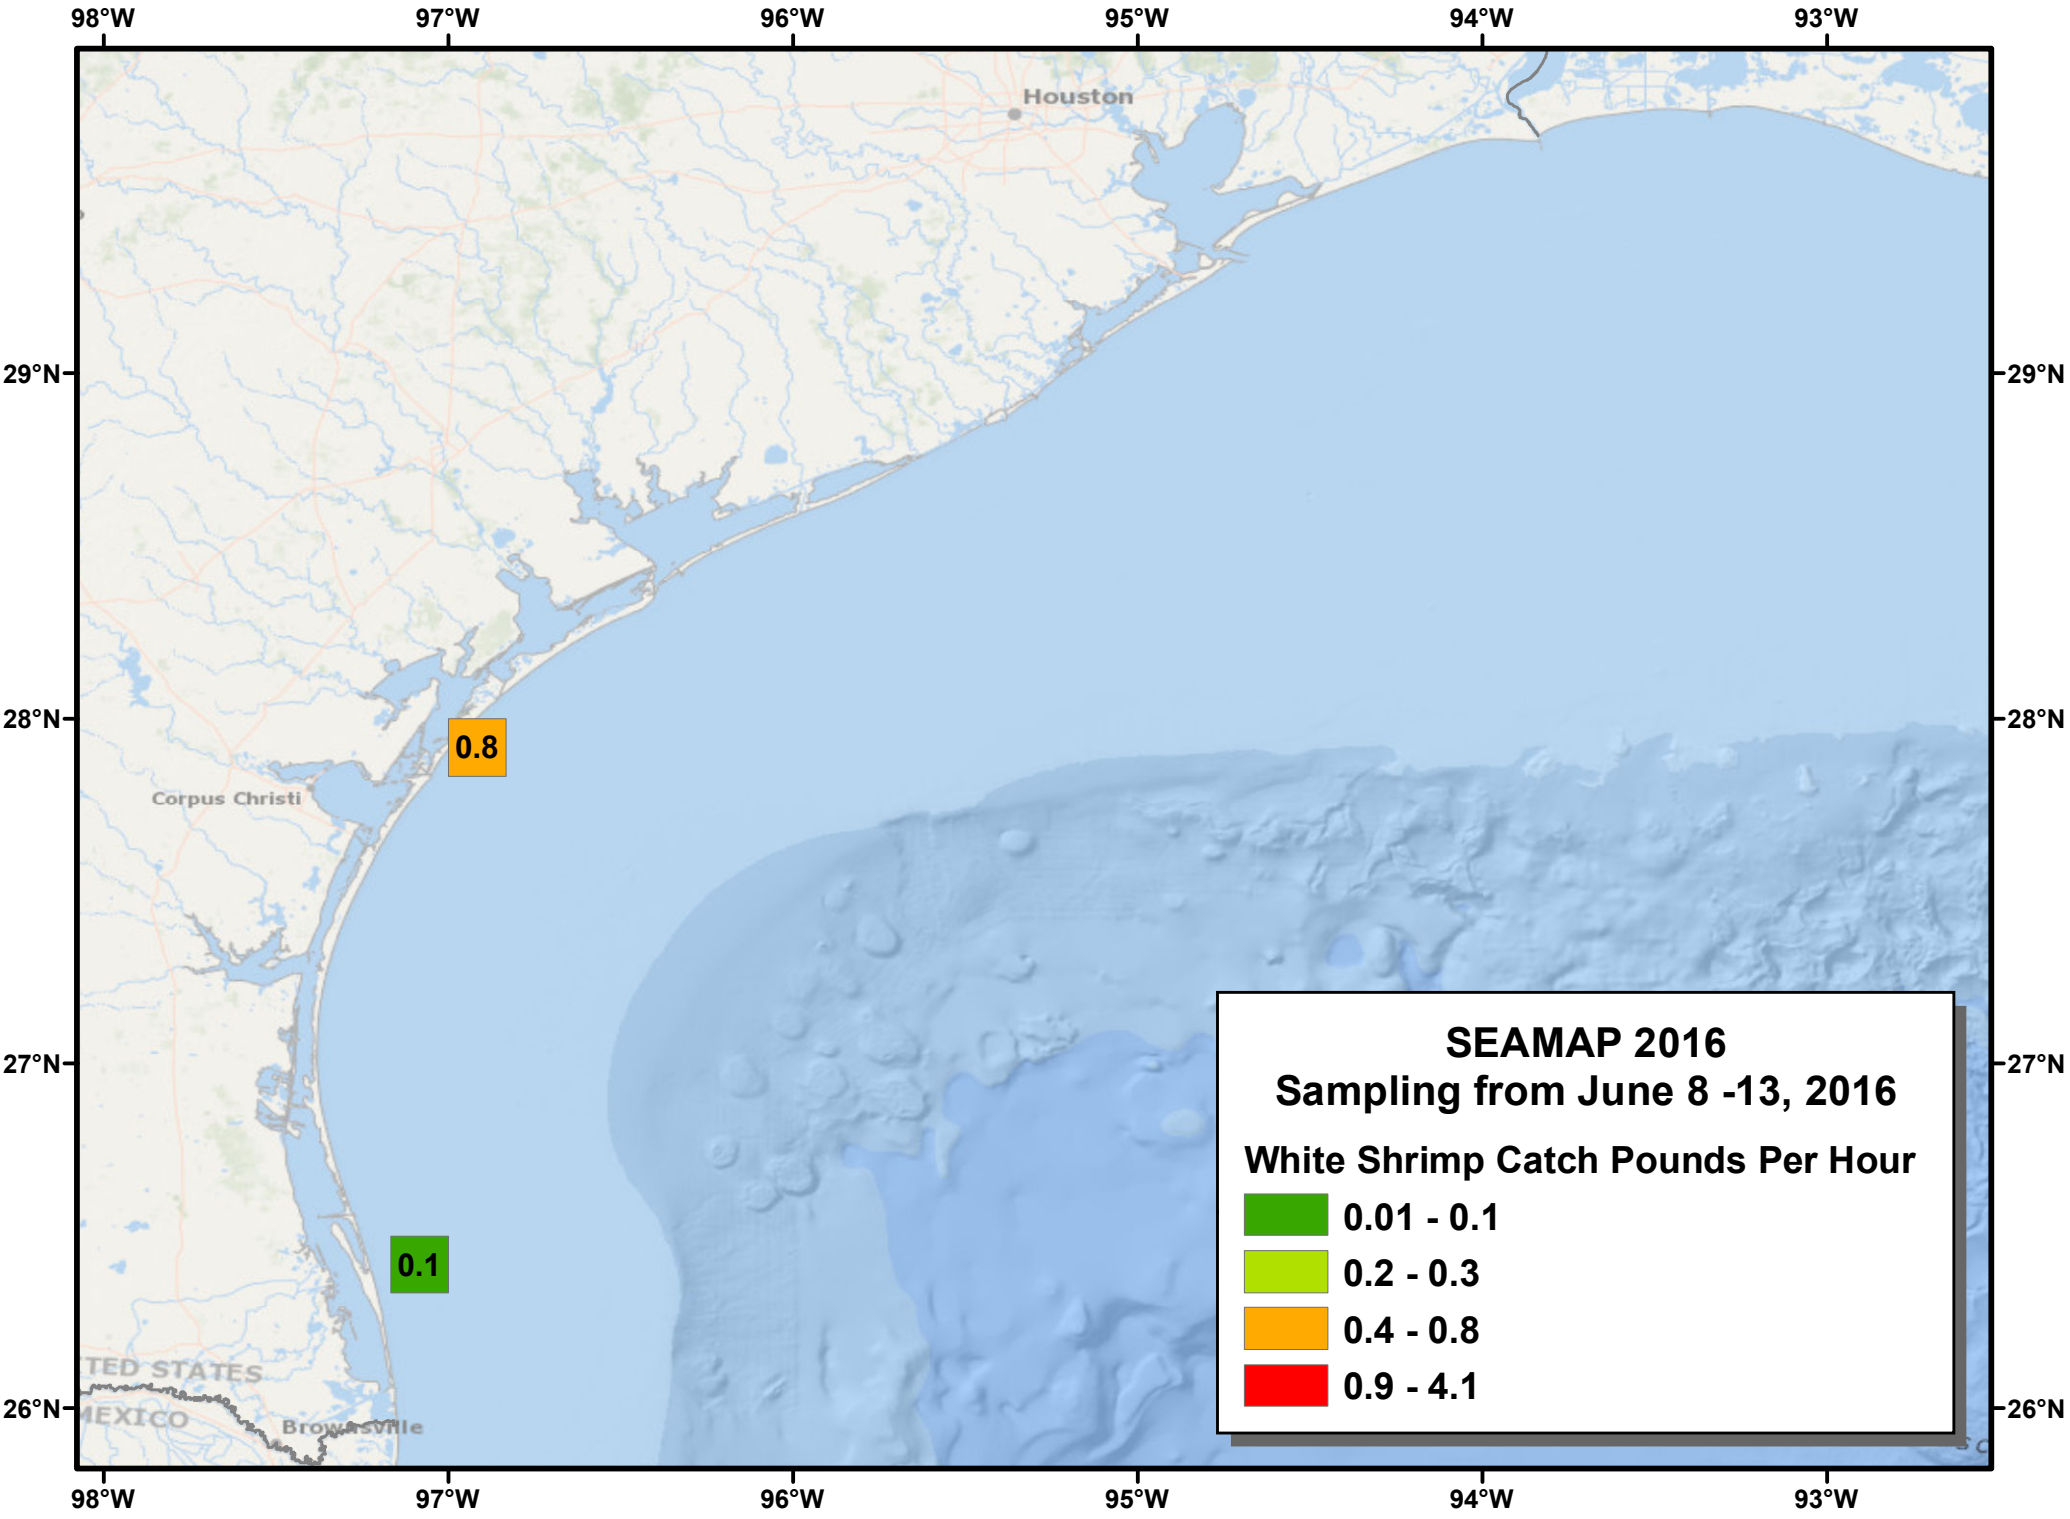 98°W 97°W 96°W 95°W 94°W 93°W
Houston
29°N 29°N
28°N 28°N
0.8
Corpus Christi
27°N 27°N
SEAMAP 2016
Sampling from June 8 -13, 2016
White Shrimp Catch Pounds Per Hour
0.01 - 0.1
0.2 - 0.3
0.4 - 0.8
0.9 - 4.1
0.1
TED STATES
MEXICO
26°N 26°N
Brownsville
98°W 97°W 96°W 95°W 94°W 93°W